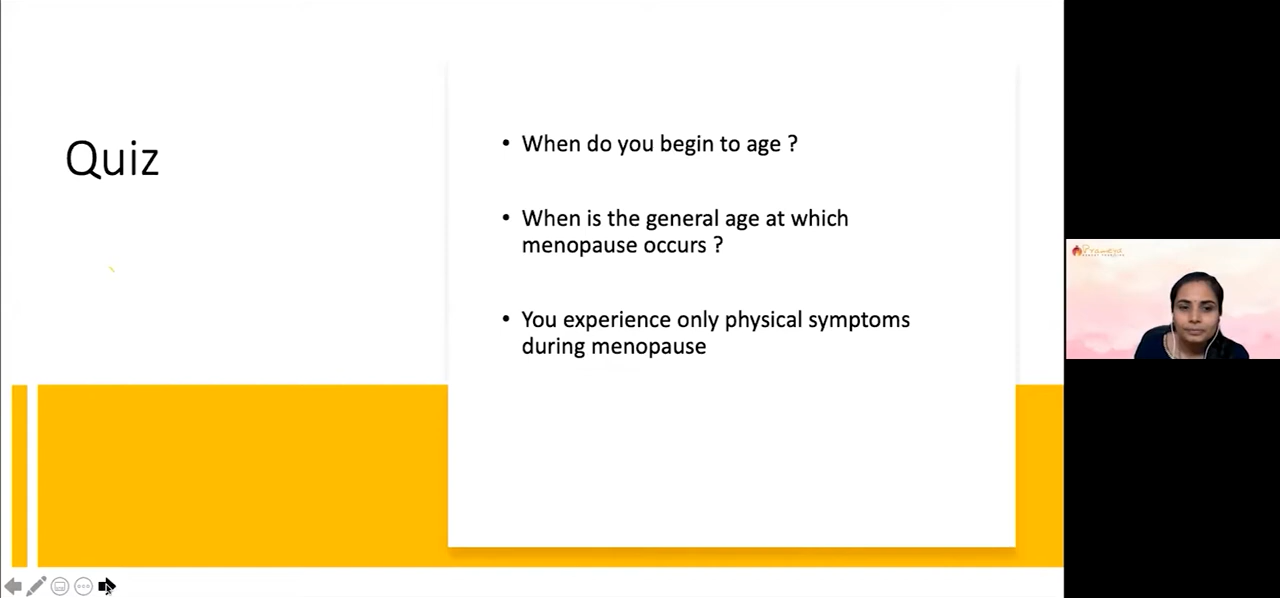 Quiz
• When do you begin to age ?
• When is the general age at which
menopause occurs ?
• You experience only physical symptoms
during menopause